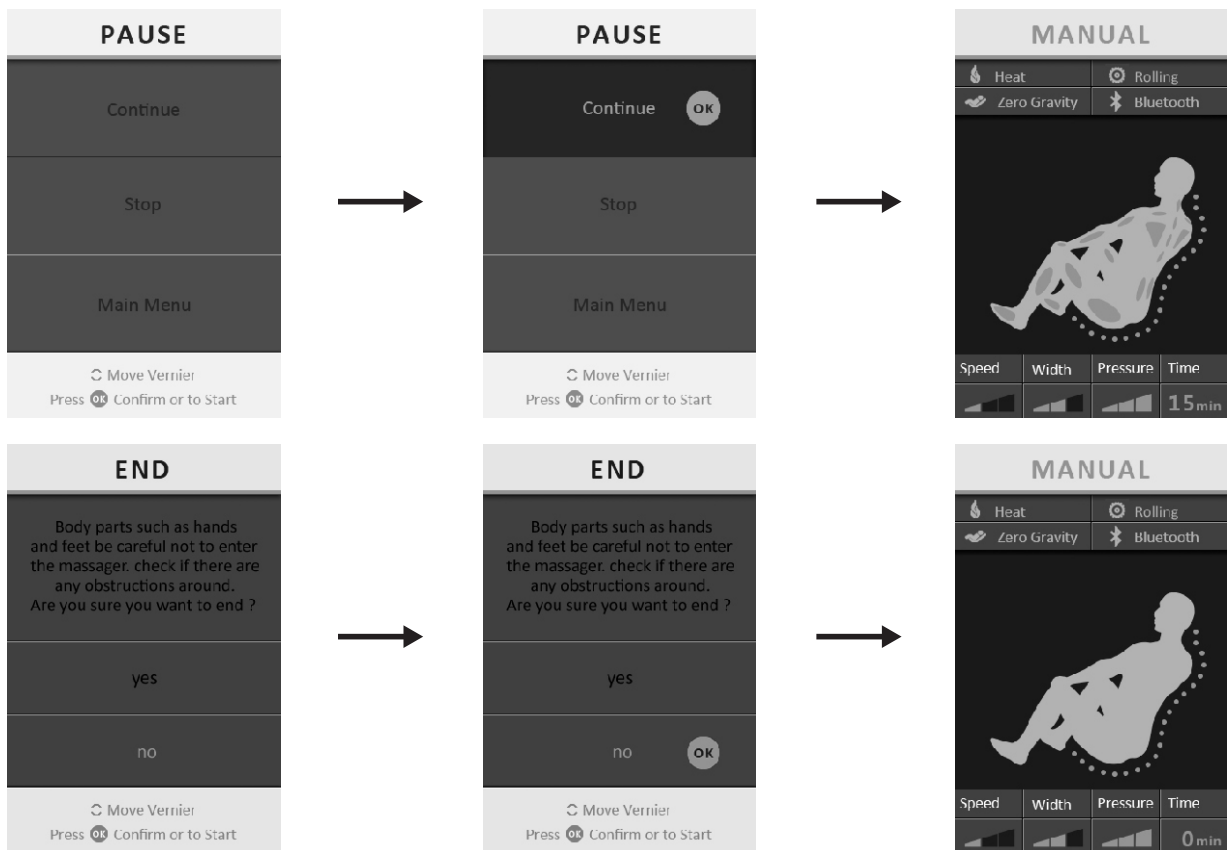 PAUSE
Continue
Stop
Main Menu
Move Vernier
Press OK Confirm or to Start
PAUSE
Continue OK
Stop
Main Menu
Move Vernier
Press OK Confirm or to Start
MANUAL
Heat Rolling
Zero Gravity Bluetooth
Speed Width Pressure Time
15min
END
Body parts such as hands
and feet be careful not to enter
the massager. check if there are
any obstructions around.
Are you sure you want to end ?
yes
no
Move Vernier
Press OK Confirm or to Start
END
Body parts such as hands
and feet be careful not to enter
the massager. check if there are
any obstructions around.
Are you sure you want to end ?
yes
no OK
Move Vernier
Press OK Confirm or to Start
MANUAL
Heat Rolling
Zero Gravity Bluetooth
Speed Width Pressure Time
0min